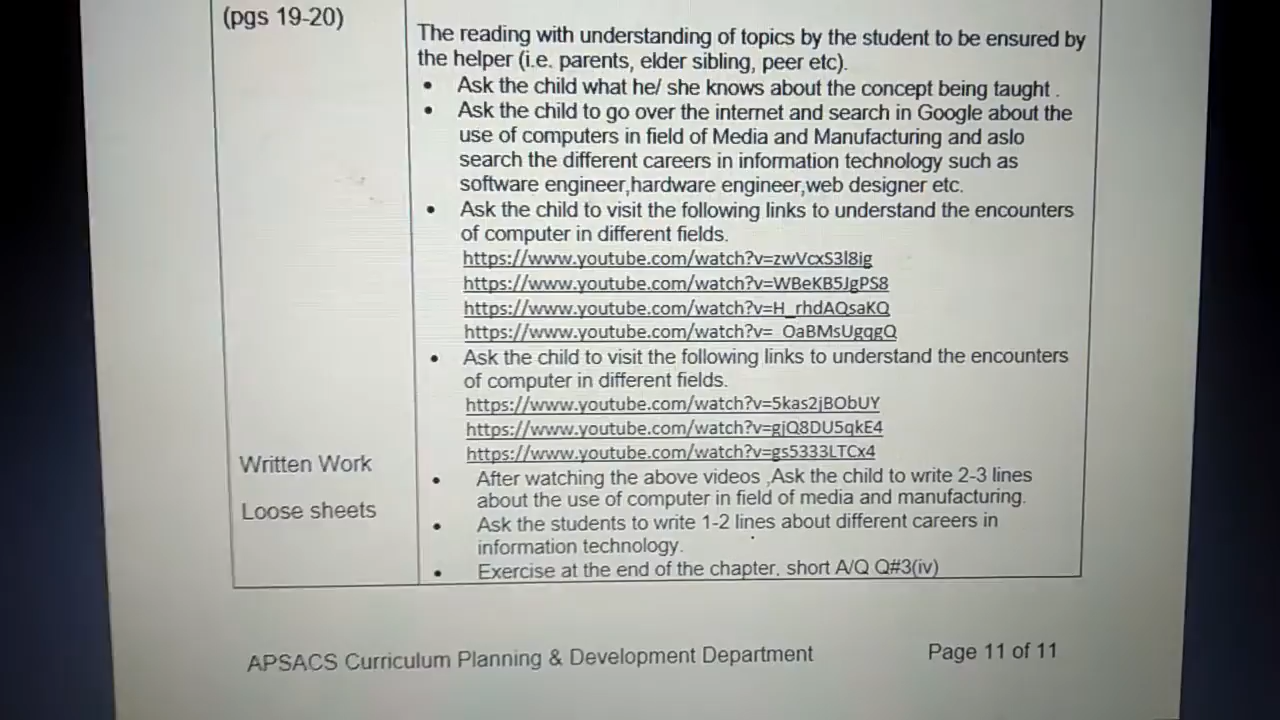 (pgs 19-20)
The reading with understanding of topics by the student to be ensured by
the helper (i.e. parents, elder sibling, peer etc).
• Ask the child what he/ she knows about the concept being taught .
• Ask the child to go over the internet and search in Google about the
use of computers in field of Media and Manufacturing and aslo
search the different careers in information technology such as
software engineer,hardware engineer,web designer etc.
• Ask the child to visit the following links to understand the encounters
of computer in different fields.
https://www.youtube.com/watch?v=zwVcxS3l8ig
https://www.youtube.com/watch?v=WBeKB5JgPS8
https://www.youtube.com/watch?v=H_rhdAQsaKQ
https://www.youtube.com/watch?v=_OaBMsUgqgQ
• Ask the child to visit the following links to understand the encounters
of computer in different fields.
https://www.youtube.com/watch?v=5kas2jBObUY
https://www.youtube.com/watch?v=gjQ8DU5qkE4
https://www.youtube.com/watch?v=gs5333LTCx4
Written Work
Loose sheets
• After watching the above videos ,Ask the child to write 2-3 lines
about the use of computer in field of media and manufacturing.
• Ask the students to write 1-2 lines about different careers in
information technology.
• Exercise at the end of the chapter, short A/Q Q#3(iv)
APSACS Curriculum Planning & Development Department
Page 11 of 11